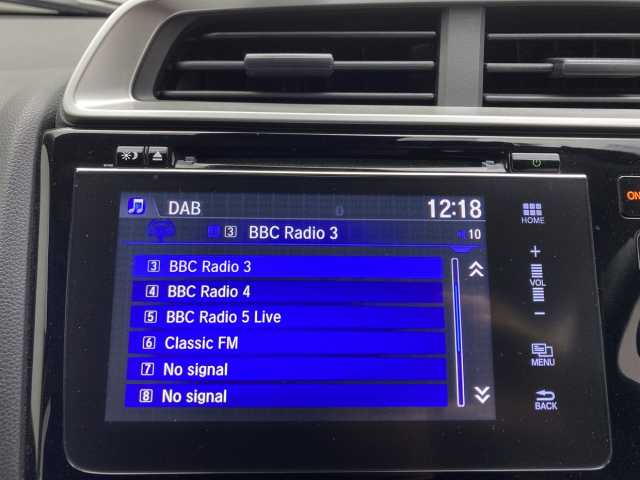 DAB 12:18
3 BBC Radio 3 10
3 BBC Radio 3
4 BBC Radio 4
5 BBC Radio 5 Live
6 Classic FM
7 No signal
8 No signal
HOME
+
VOL
-
MENU
BACK
ON